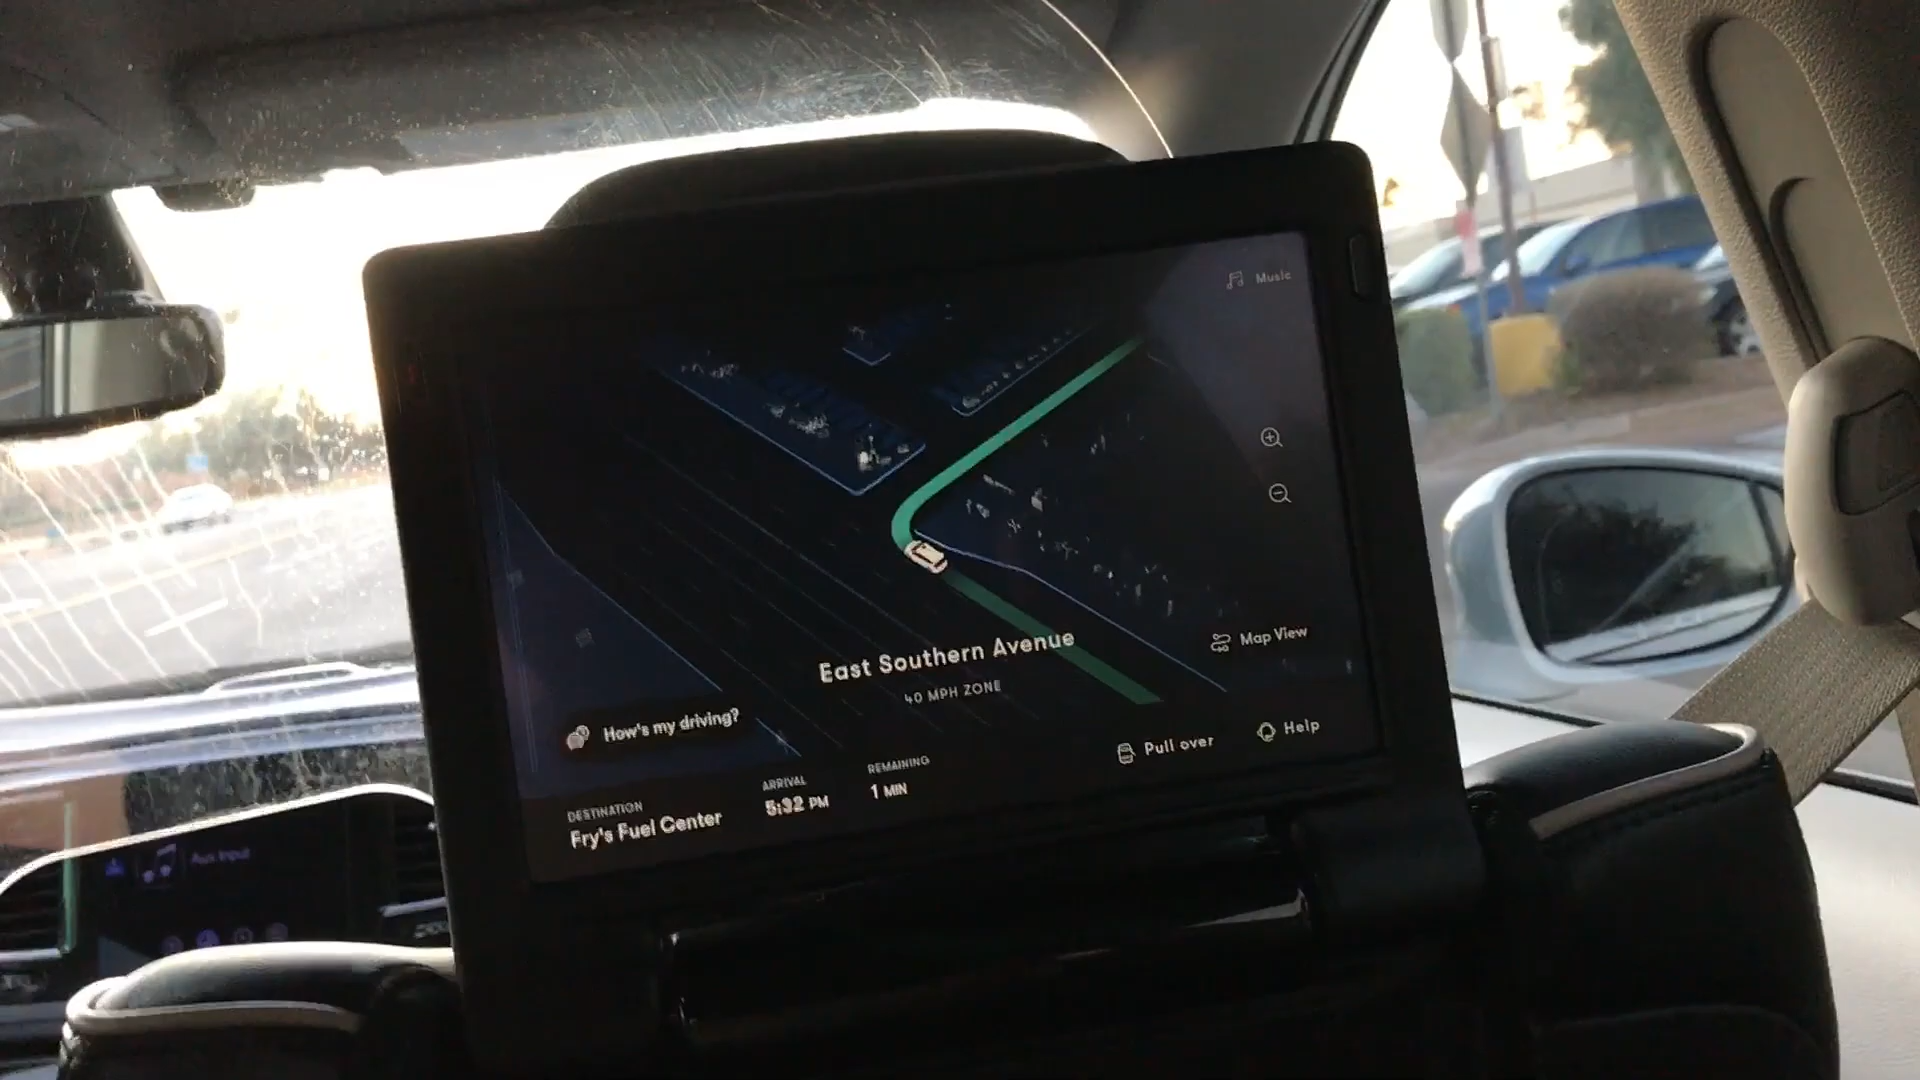 Music
East Southern Avenue
40 MPH ZONE
Map View
How's my driving?
Pull over
Help
DESTINATION
Fry's Fuel Center
ARRIVAL
5:32 PM
REMAINING
1 MIN
Aux Input